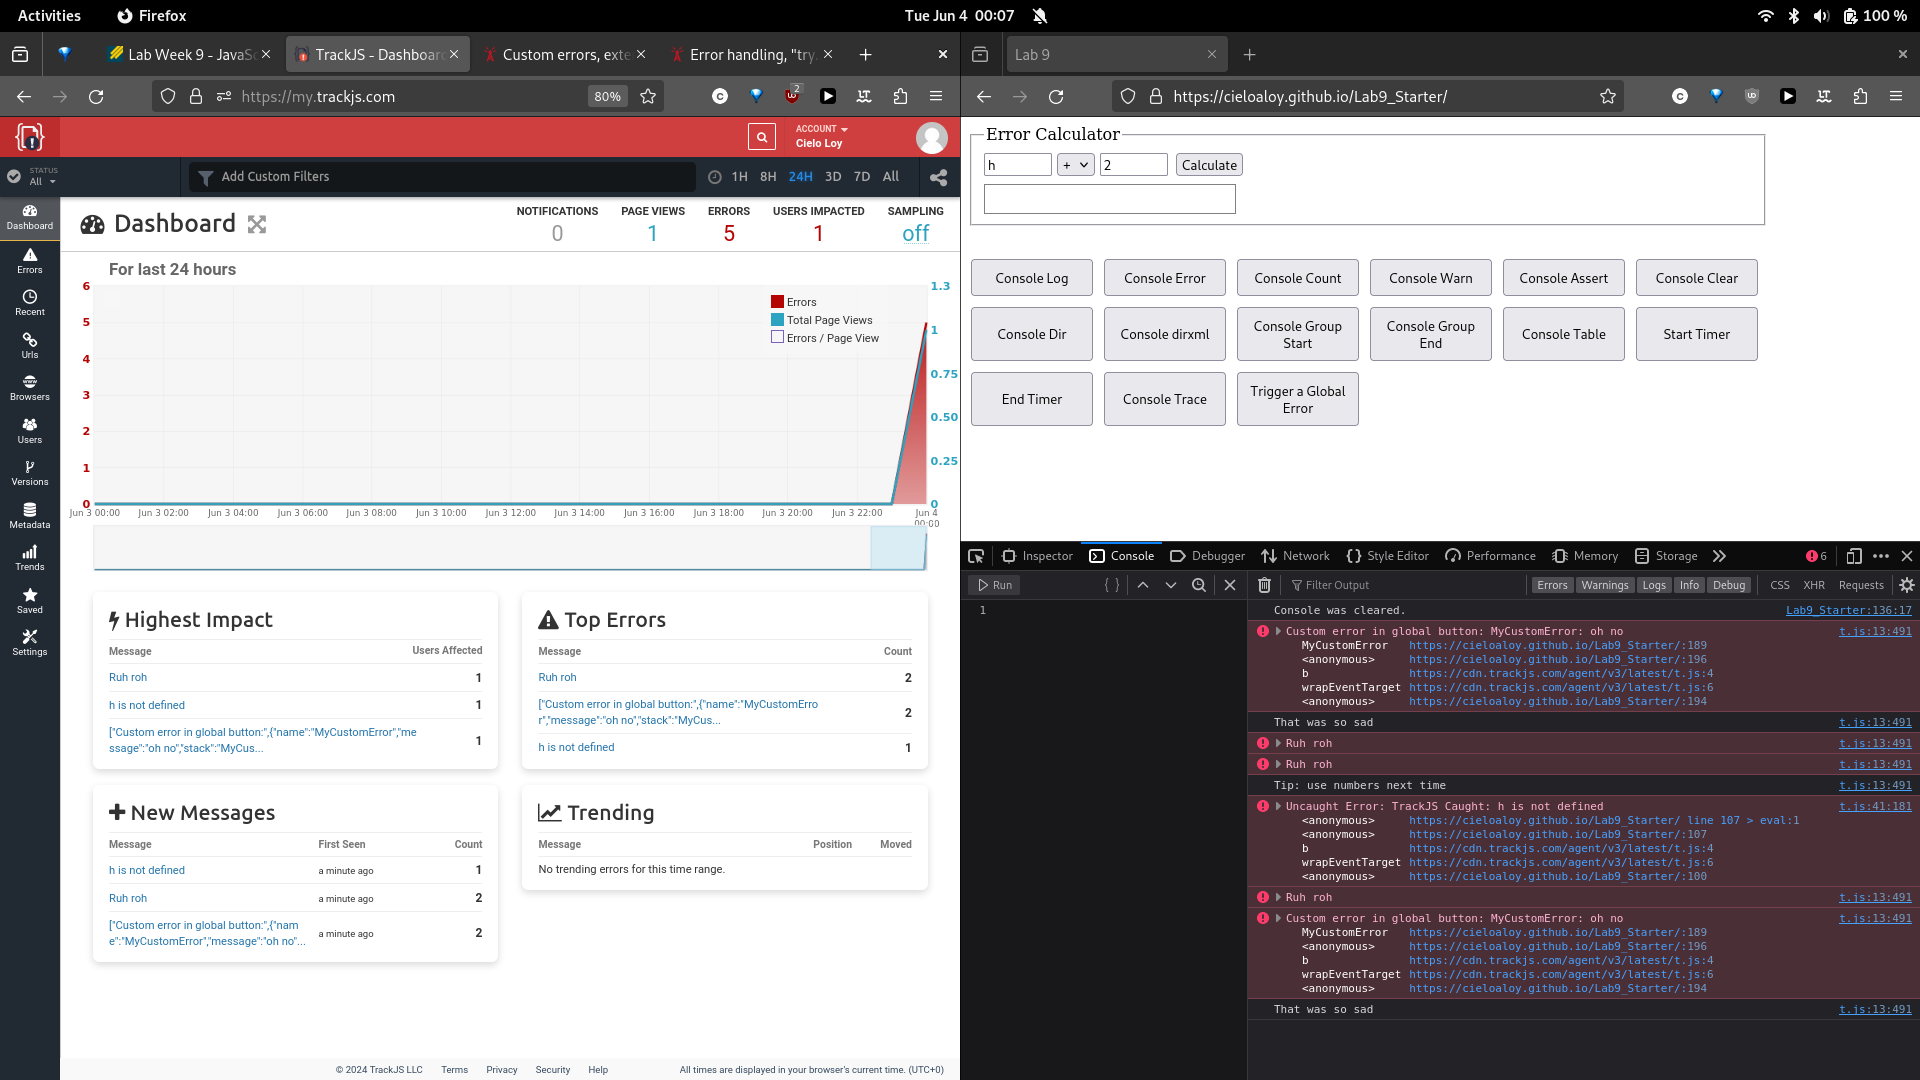 Activities
Firefox
Tue Jun 4 00:07
100 %
Lab Week 9 - JavaSc
TrackJS - Dashboard
Custom errors, exte
Error handling, "try.
Lab 9
https://my.trackjs.com
80%
2
https://cieloaloy.github.io/Lab9_Starter/
ACCOUNT
Cielo Loy
STATUS
All
Add Custom Filters
1H 8H 24H 3D 7D All
Dashboard
Errors
Recent
Urls
Browsers
Users
Versions
Metadata
Trends
Saved
Settings
Dashboard
NOTIFICATIONS PAGE VIEWS ERRORS USERS IMPACTED SAMPLING
0 1 5 1 off
For last 24 hours
6
5
4
3
2
1
0
1.3
1
0.75
0.50
0.25
0
Errors
Total Page Views
Errors / Page View
Jun 3 00:00 Jun 3 02:00 Jun 3 04:00 Jun 3 06:00 Jun 3 08:00 Jun 3 10:00 Jun 3 12:00 Jun 3 14:00 Jun 3 16:00 Jun 3 18:00 Jun 3 20:00 Jun 3 22:00 Jun 4
00:00
Highest Impact
Message Users Affected
Ruh roh 1
h is not defined 1
["Custom error in global button:",{"name":"MyCustomError","me
ssage":"oh no","stack":"MyCus... 1
Top Errors
Message Count
Ruh roh 2
["Custom error in global button:",{"name":"MyCustomErro
r","message":"oh no","stack":"MyCus... 2
h is not defined 1
New Messages
Message First Seen Count
h is not defined a minute ago 1
Ruh roh a minute ago 2
["Custom error in global button:",{"nam
e":"MyCustomError","message":"oh no"... a minute ago 2
Trending
Message Position Moved
No trending errors for this time range.
© 2024 TrackJS LLC Terms Privacy Security Help All times are displayed in your browser's current time. (UTC+0)
Error Calculator
h + 2 Calculate
Console Log Console Error Console Count Console Warn Console Assert Console Clear
Console Dir Console dirxml Console Group Start Console Group End Console Table Start Timer
End Timer Console Trace Trigger a Global Error
Inspector Console Debugger Network Style Editor Performance Memory Storage 6
Run Filter Output Errors Warnings Logs Info Debug CSS XHR Requests
1
Console was cleared. Lab9_Starter:136:17
Custom error in global button: MyCustomError: oh no t.js:13:491
MyCustomError https://cieloaloy.github.io/Lab9_Starter/:189
<anonymous> https://cieloaloy.github.io/Lab9_Starter/:196
b https://cdn.trackjs.com/agent/v3/latest/t.js:4
wrapEventTarget https://cdn.trackjs.com/agent/v3/latest/t.js:6
<anonymous> https://cieloaloy.github.io/Lab9_Starter/:194
That was so sad t.js:13:491
Ruh roh t.js:13:491
Ruh roh t.js:13:491
Tip: use numbers next time t.js:13:491
Uncaught Error: TrackJS Caught: h is not defined t.js:41:181
<anonymous> https://cieloaloy.github.io/Lab9_Starter/ line 107 > eval:1
<anonymous> https://cieloaloy.github.io/Lab9_Starter/:107
b https://cdn.trackjs.com/agent/v3/latest/t.js:4
wrapEventTarget https://cdn.trackjs.com/agent/v3/latest/t.js:6
<anonymous> https://cieloaloy.github.io/Lab9_Starter/:100
Ruh roh t.js:13:491
Custom error in global button: MyCustomError: oh no t.js:13:491
MyCustomError https://cieloaloy.github.io/Lab9_Starter/:189
<anonymous> https://cieloaloy.github.io/Lab9_Starter/:196
b https://cdn.trackjs.com/agent/v3/latest/t.js:4
wrapEventTarget https://cdn.trackjs.com/agent/v3/latest/t.js:6
<anonymous> https://cieloaloy.github.io/Lab9_Starter/:194
That was so sad t.js:13:491